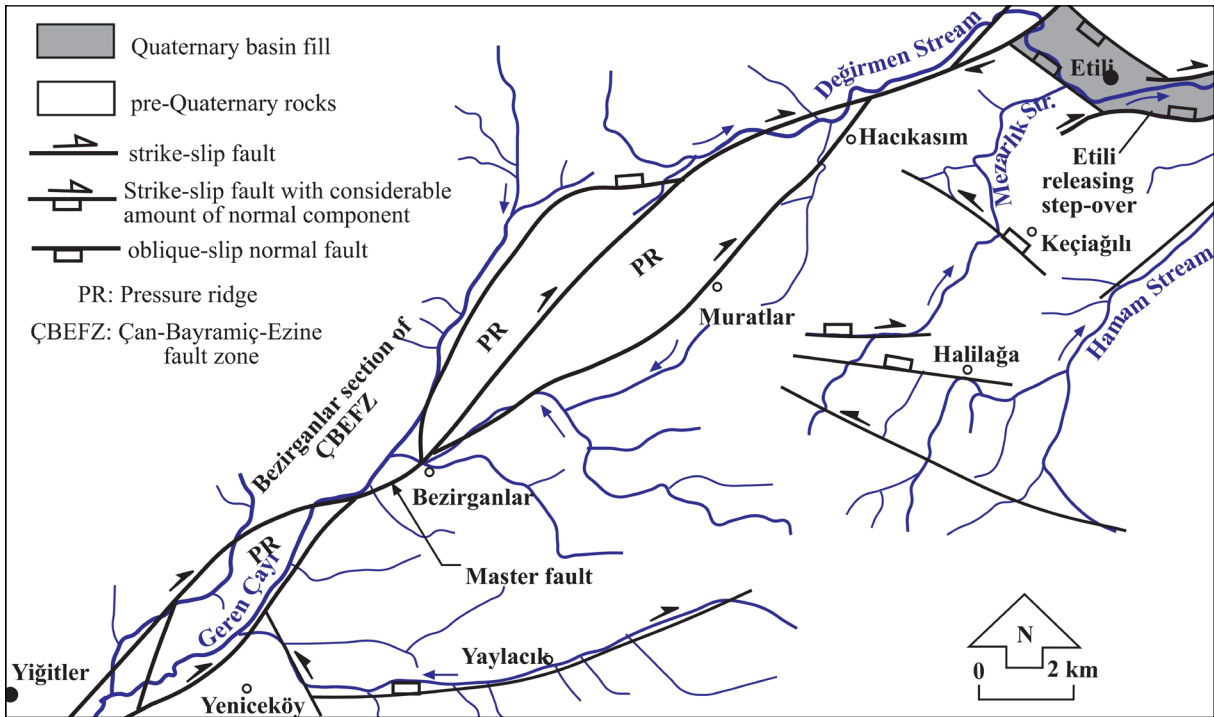 Quaternary basin fill
pre-Quaternary rocks
strike-slip fault
Strike-slip fault with considerable
amount of normal component
oblique-slip normal fault
PR: Pressure ridge
ÇBEFZ: Çan-Bayramiç-Ezine
fault zone
Değirmen Stream
Etili
Mezarlık Str.
Hacıkasım
Etili
releasing
step-over
Keçiağılı
Hamam Stream
PR
PR
Muratlar
Halilağa
Bezirganlar section of
ÇBEFZ
Bezirganlar
PR
Master fault
Geren Çayı
Yiğitler
Yeniceköy
Yaylacık
N
0 2 km